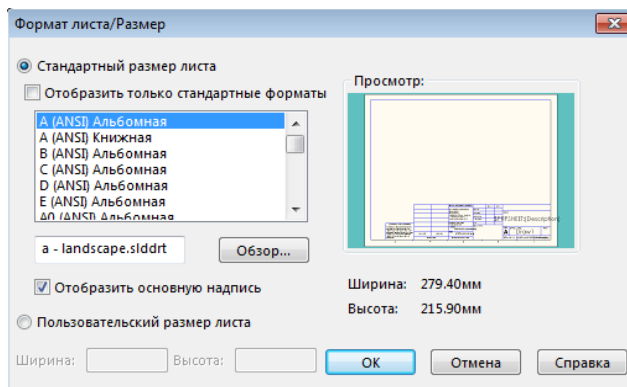 Формат листа/Размер
Стандартный размер листа
Отобразить только стандартные форматы
A (ANSI) Альбомная
A (ANSI) Книжная
B (ANSI) Альбомная
C (ANSI) Альбомная
D (ANSI) Альбомная
E (ANSI) Альбомная
A0 (ANSI) Альбомная
a - landscape.slddrt
Обзор...
Отобразить основную надпись
Пользовательский размер листа
Ширина:
Высота:
Просмотр:
A
Draw1
Ширина: 279.40мм
Высота: 215.90мм
ОК
Отмена
Справка